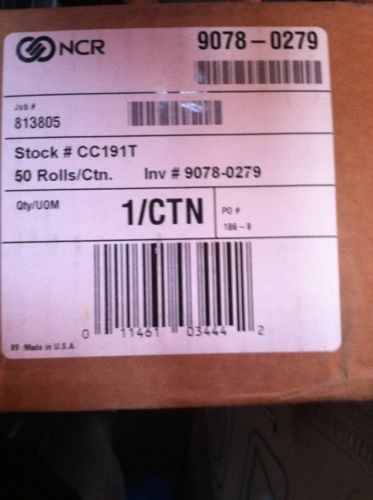 NCR
9078-0279
Job #
813805
Stock # CC191T
50 Rolls/Ctn. Inv # 9078-0279
Qty/UOM
1/CTN
PO #
186-9
0 11461 03444 2
89 Made in U.S.A.